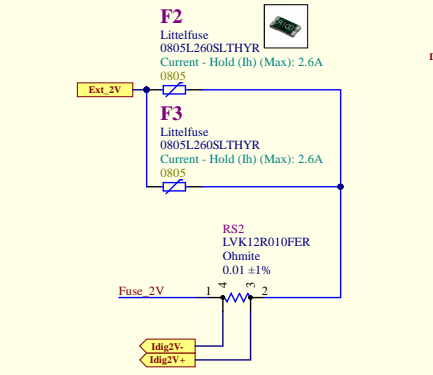 F2
Littelfuse
0805L260SLTHYR
Current - Hold (Ih) (Max): 2.6A
0805
Ext_2V
F3
Littelfuse
0805L260SLTHYR
Current - Hold (Ih) (Max): 2.6A
0805
RS2
LVK12R010FER
Ohmite
0.01 ±1%
Fuse_2V
1
4
3
2
Idig2V-
Idig2V+